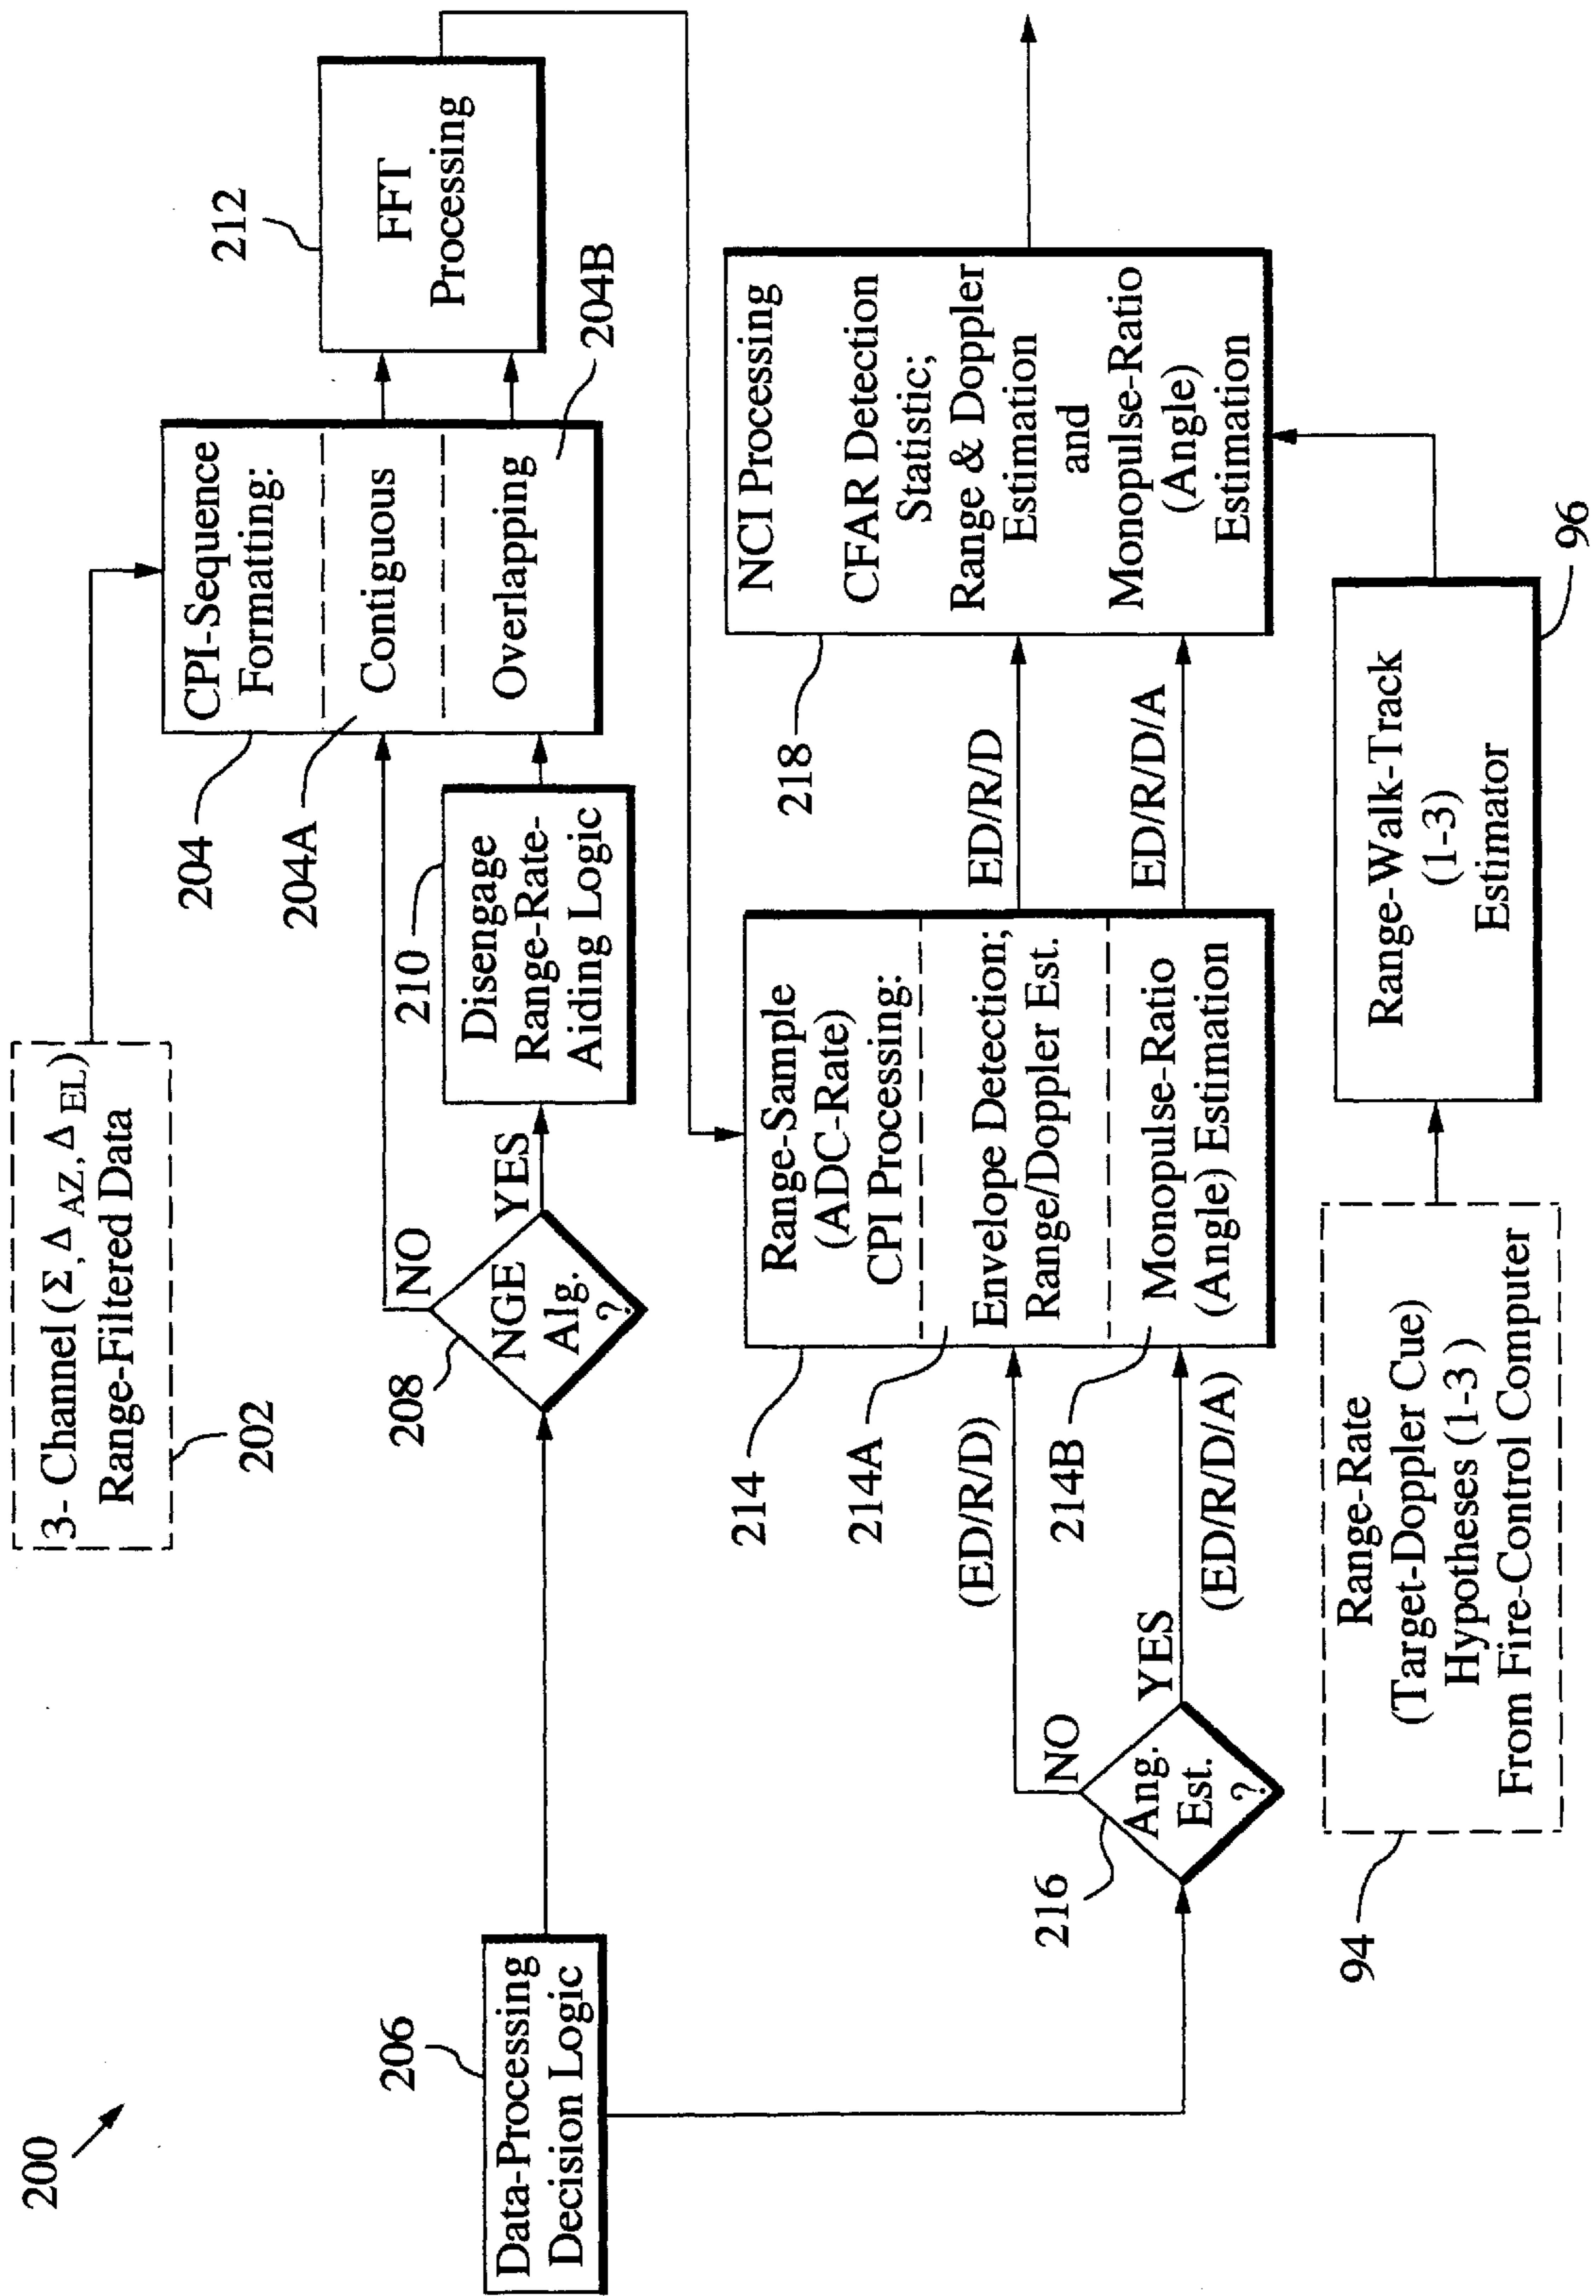 200
3- Channel (Σ, Δ AZ, Δ EL)
Range-Filtered Data
202
206
Data-Processing
Decision Logic
208
NGE
Alg.
?
NO
YES
210
Disengage
Range-Rate-
Aiding Logic
204
204A
CPI-Sequence
Formatting:
Contiguous
Overlapping
204B
212
FFT
Processing
216
Ang.
Est.
?
NO
YES
(ED/R/D)
(ED/R/D/A)
214
214A
214B
Range-Sample
(ADC-Rate)
CPI Processing:
Envelope Detection;
Range/Doppler Est.
Monopulse-Ratio
(Angle) Estimation
ED/R/D
ED/R/D/A
218
NCI Processing
CFAR Detection
Statistic;
Range & Doppler
Estimation
and
Monopulse-Ratio
(Angle)
Estimation
94
Range-Rate
(Target-Doppler Cue)
Hypotheses (1-3 )
From Fire-Control Computer
Range-Walk-Track
(1-3)
Estimator
96